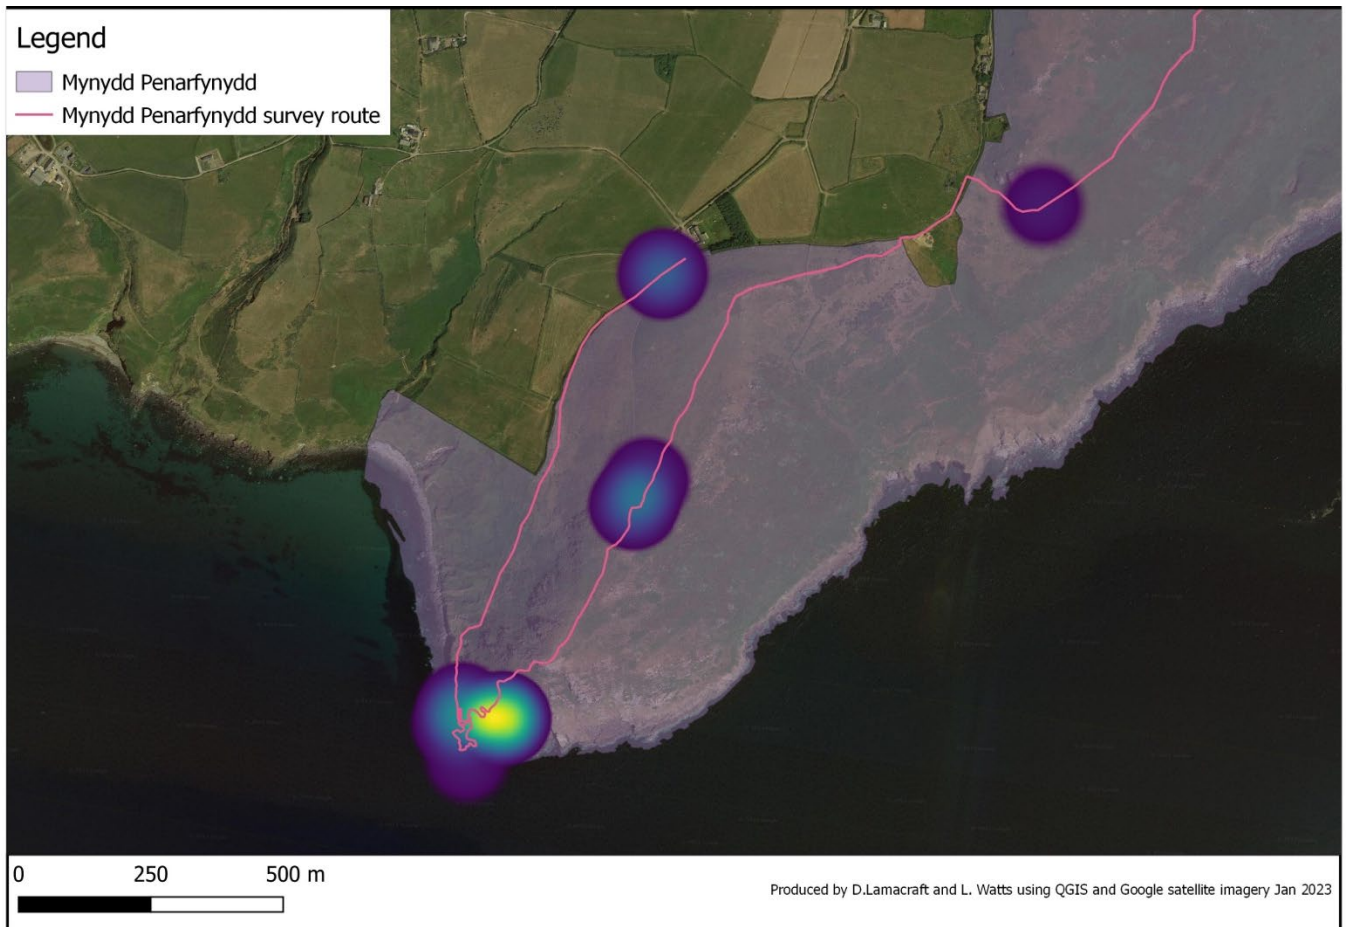 Legend
Mynydd Penarfynydd
Mynydd Penarfynydd survey route
0 250 500 m
Produced by D.Lamacraft and L. Watts using QGIS and Google satellite imagery Jan 2023